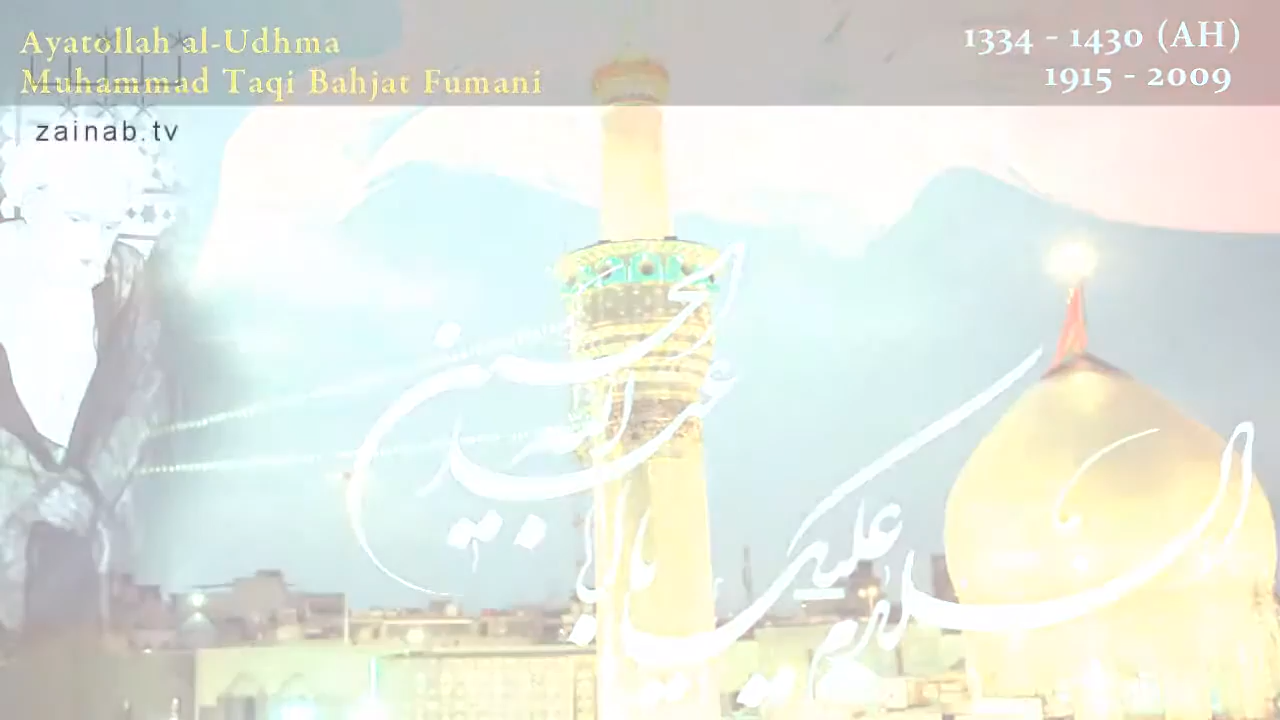 Ayatollah al-Udhma
Muhammad Taqi Bahjat Fumani
1334 - 1430 (AH)
1915 - 2009
zainab.tv
السلام علیک یا ابا عبدالله الحسین